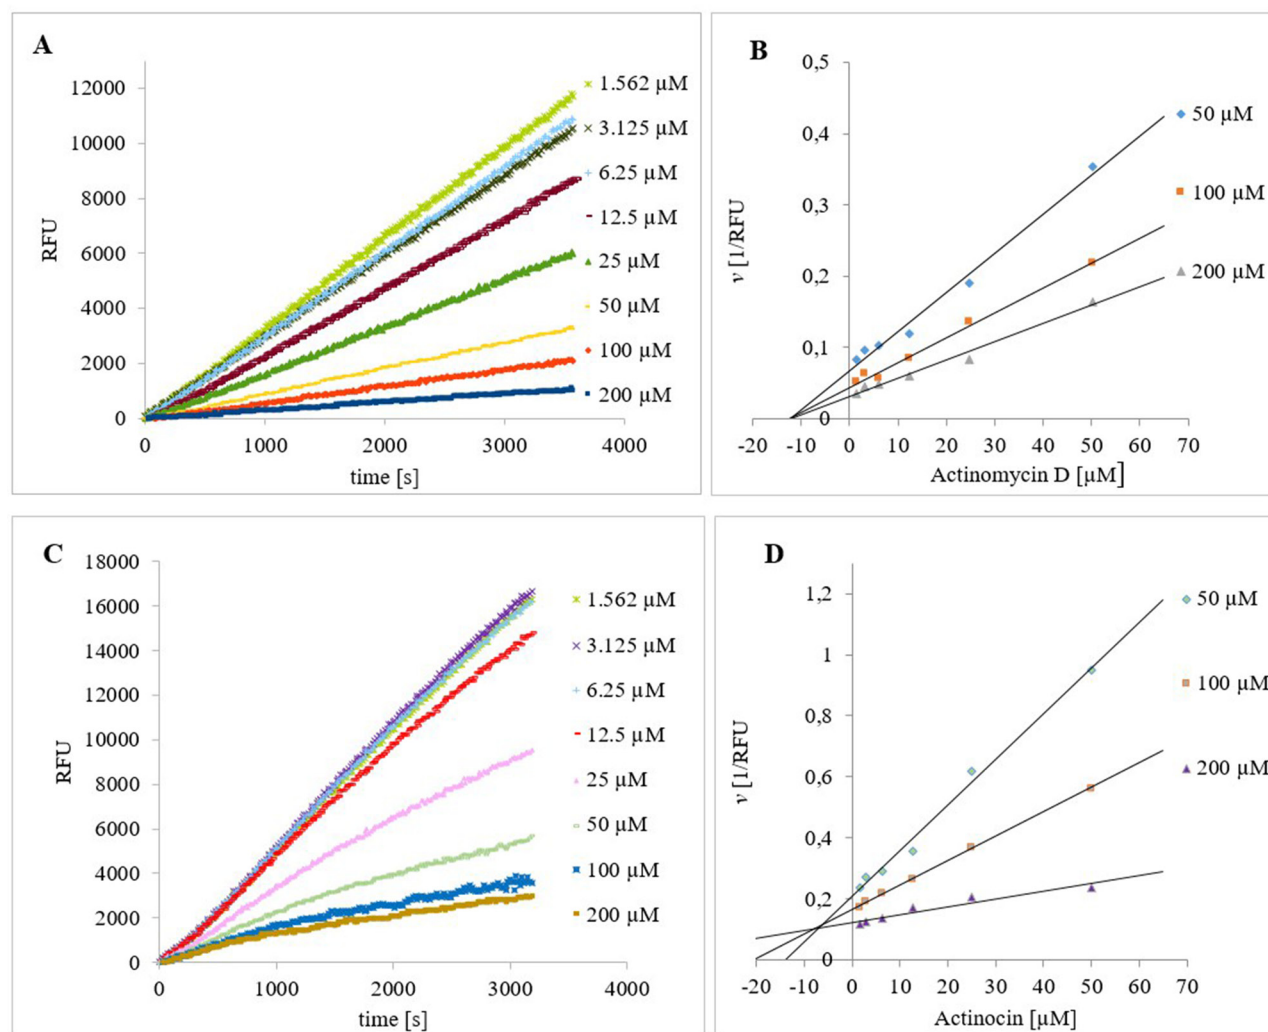 A
RFU
12000
10000
8000
6000
4000
2000
0
0
1000
2000
3000
4000
time [s]
1.562 µM
3.125 µM
6.25 µM
12.5 µM
25 µM
50 µM
100 µM
200 µM
B
v [1/RFU
0,5
0,4
0,3
0,2
0,1
0
-20
-10
0
10
20
30
40
50
60
70
Actinomycin D [µM]
50 µM
100 µM
200 µM
C
RFU
18000
16000
14000
12000
10000
8000
6000
4000
2000
0
0
1000
2000
3000
4000
time [s]
1.562 µM
3.125 µM
6.25 µM
12.5 µM
25 µM
50 µM
100 µM
200 µM
D
v [1/RFU
1,2
1
0,8
0,6
0,4
0,2
0
-20
-10
0
10
20
30
40
50
60
70
Actinocin [µM]
50 µM
100 µM
200 µM